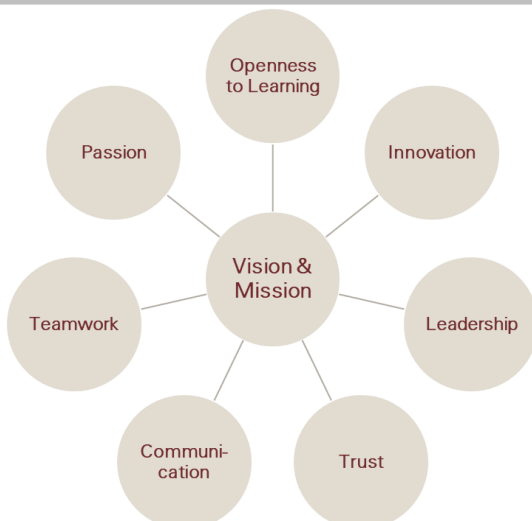 Openness
to Learning
Passion
Innovation
Vision &
Mission
Teamwork
Leadership
Communi-
cation
Trust